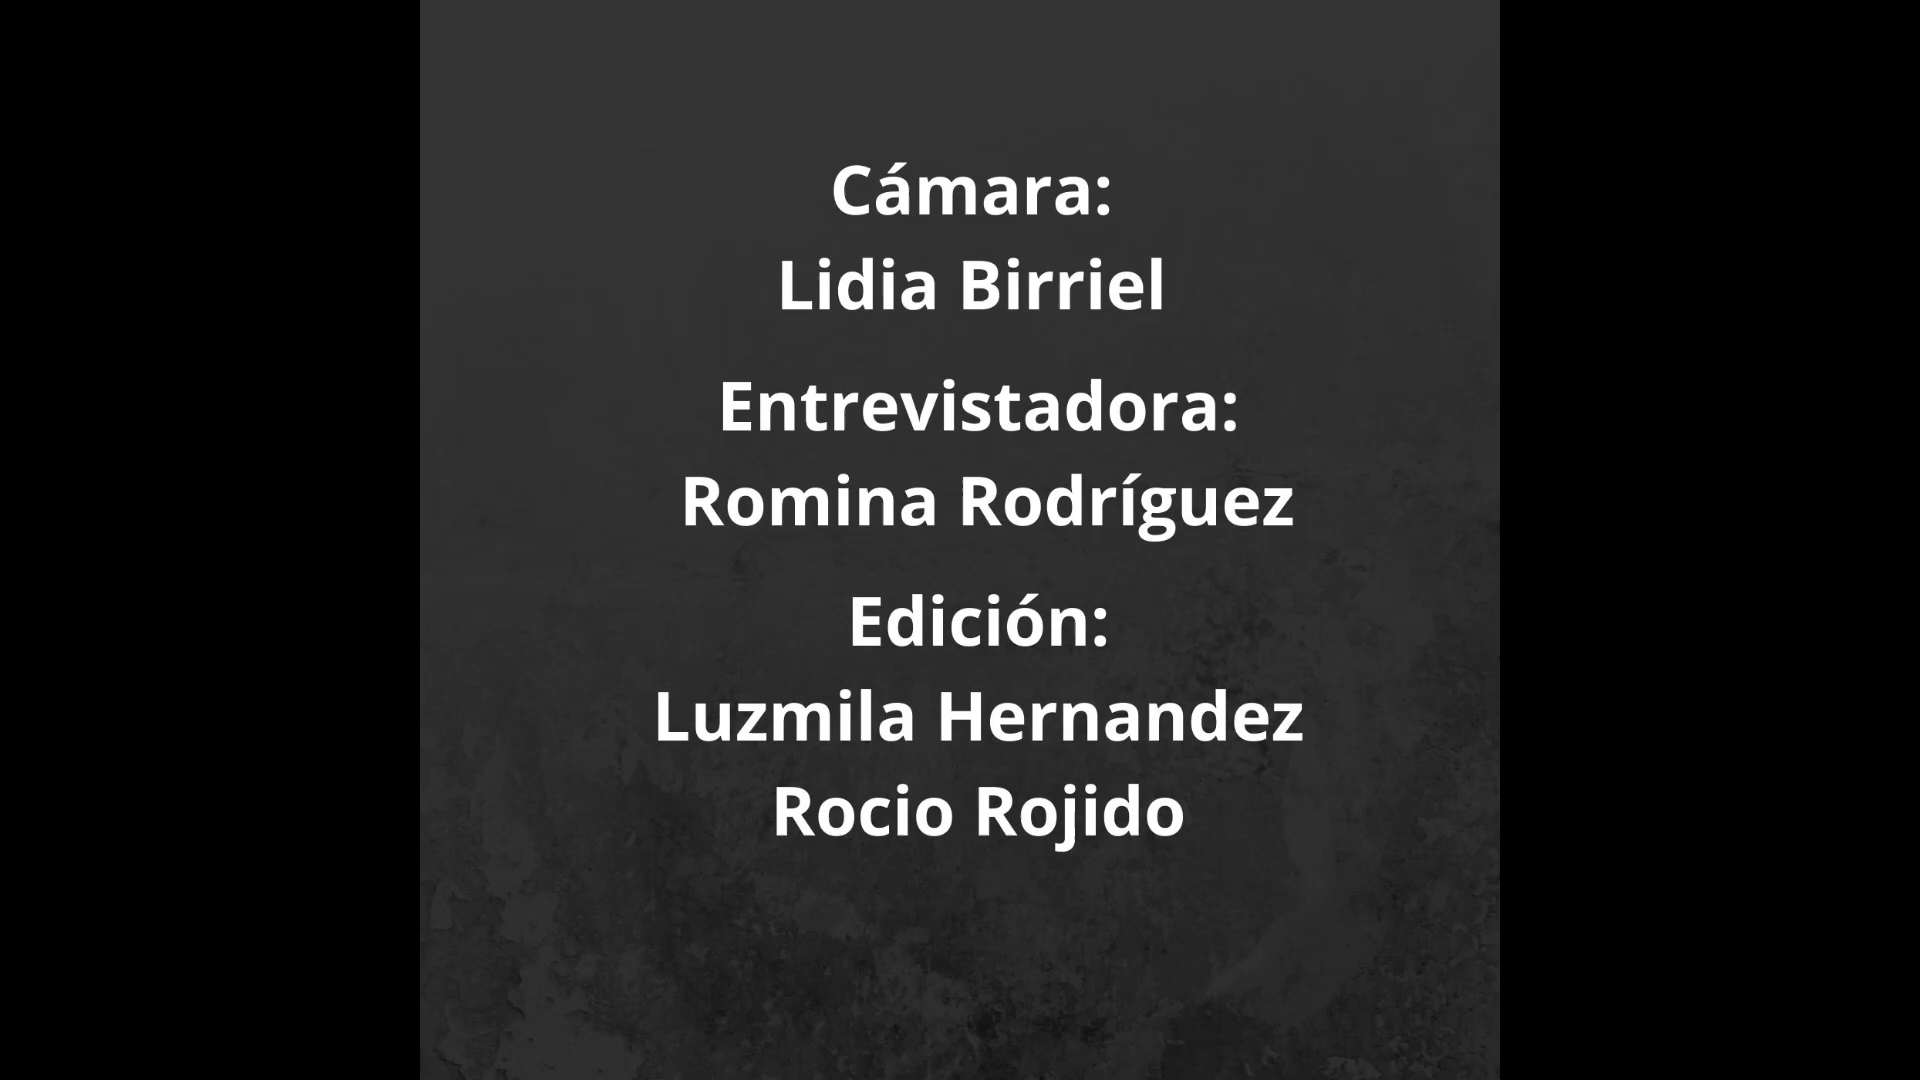 Cámara:
Lidia Birriel
Entrevistadora:
Romina Rodríguez
Edición:
Luzmila Hernandez
Rocio Rojido